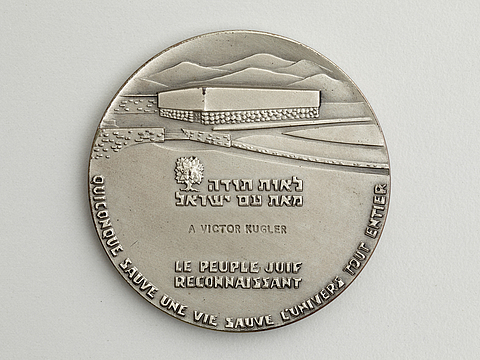 לאות תודה
מאת עם ישראל
A VICTOR KUGLER
LE PEUPLE JUIF
RECONNAISSANT
QUICONQUE SAUVE UNE VIE SAUVE L'UNIVERS TOUT ENTIER